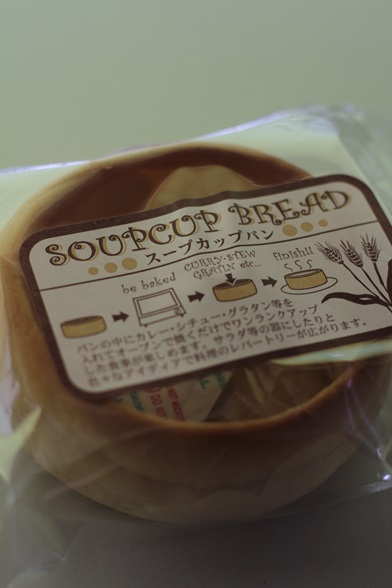 SOUPCUP BREAD
スープカップパン
be baked
CURRY・STEW
GRATIN etc...
finish!!
パンの中にカレー・シチュー・グラタン等を
入れてオーブンで焼くだけでワンランクアップ
した食事が楽しめます。サラダ等の器にしたりと
色々なアイディアで料理のレパートリーが広がります。